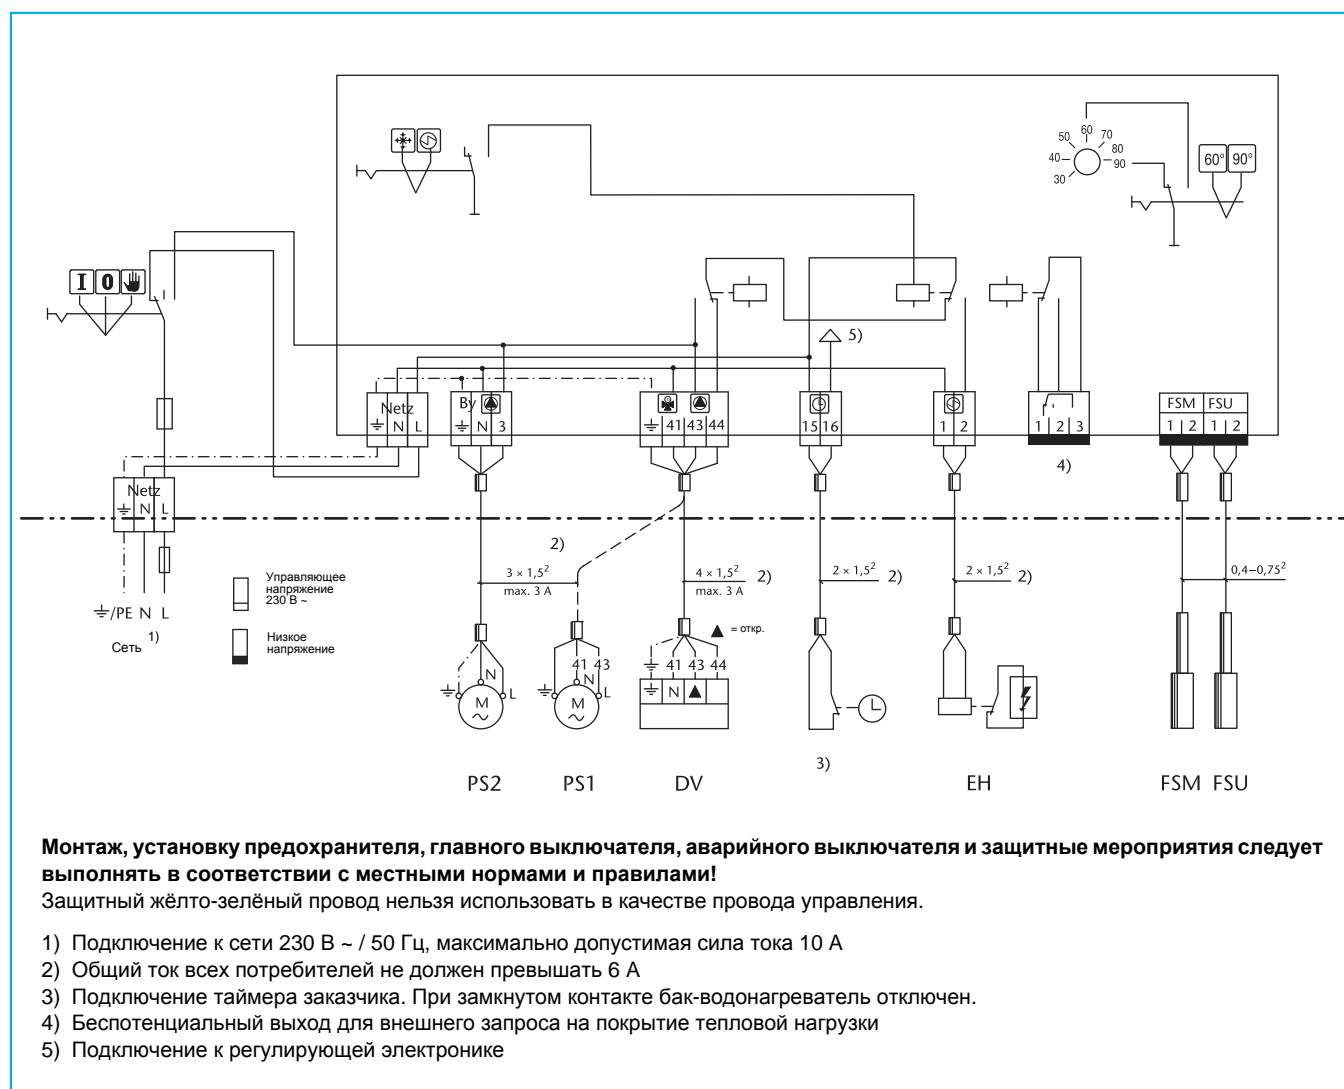 50 60 70
40 80
30 90
60° 90°
I 0
5)
Netz By FSM FSU
N L N 3 41 43 44 15 16 1 2 1 2 3 1 2 1 2
4)
Netz
N L
2)
3 × 1,5² 4 × 1,5² 2) 2 × 1,5² 2) 2 × 1,5² 2) 0,4–0,75²
max. 3 A max. 3 A
Управляющее
напряжение
230 В ~
Низкое
напряжение
/PE N L
Сеть 1)
= откр.
41 43 41 43 44
N L N L N
M M
~ ~
3)
PS2 PS1 DV EH FSM FSU
Монтаж, установку предохранителя, главного выключателя, аварийного выключателя и защитные мероприятия следует
выполнять в соответствии с местными нормами и правилами!
Защитный жёлто-зелёный провод нельзя использовать в качестве провода управления.
1) Подключение к сети 230 В ~ / 50 Гц, максимально допустимая сила тока 10 А
2) Общий ток всех потребителей не должен превышать 6 А
3) Подключение таймера заказчика. При замкнутом контакте бак-водонагреватель отключен.
4) Беспотенциальный выход для внешнего запроса на покрытие тепловой нагрузки
5) Подключение к регулирующей электронике